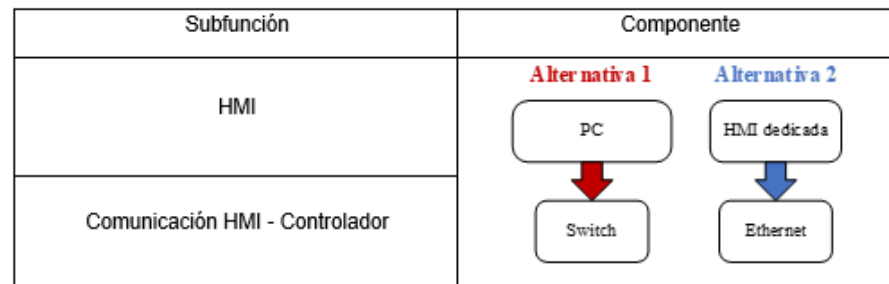 Subfunción
Componente
Alternativa 1
Alternativa 2
HMI
PC
HMI dedicada
Comunicación HMI - Controlador
Switch
Ethernet